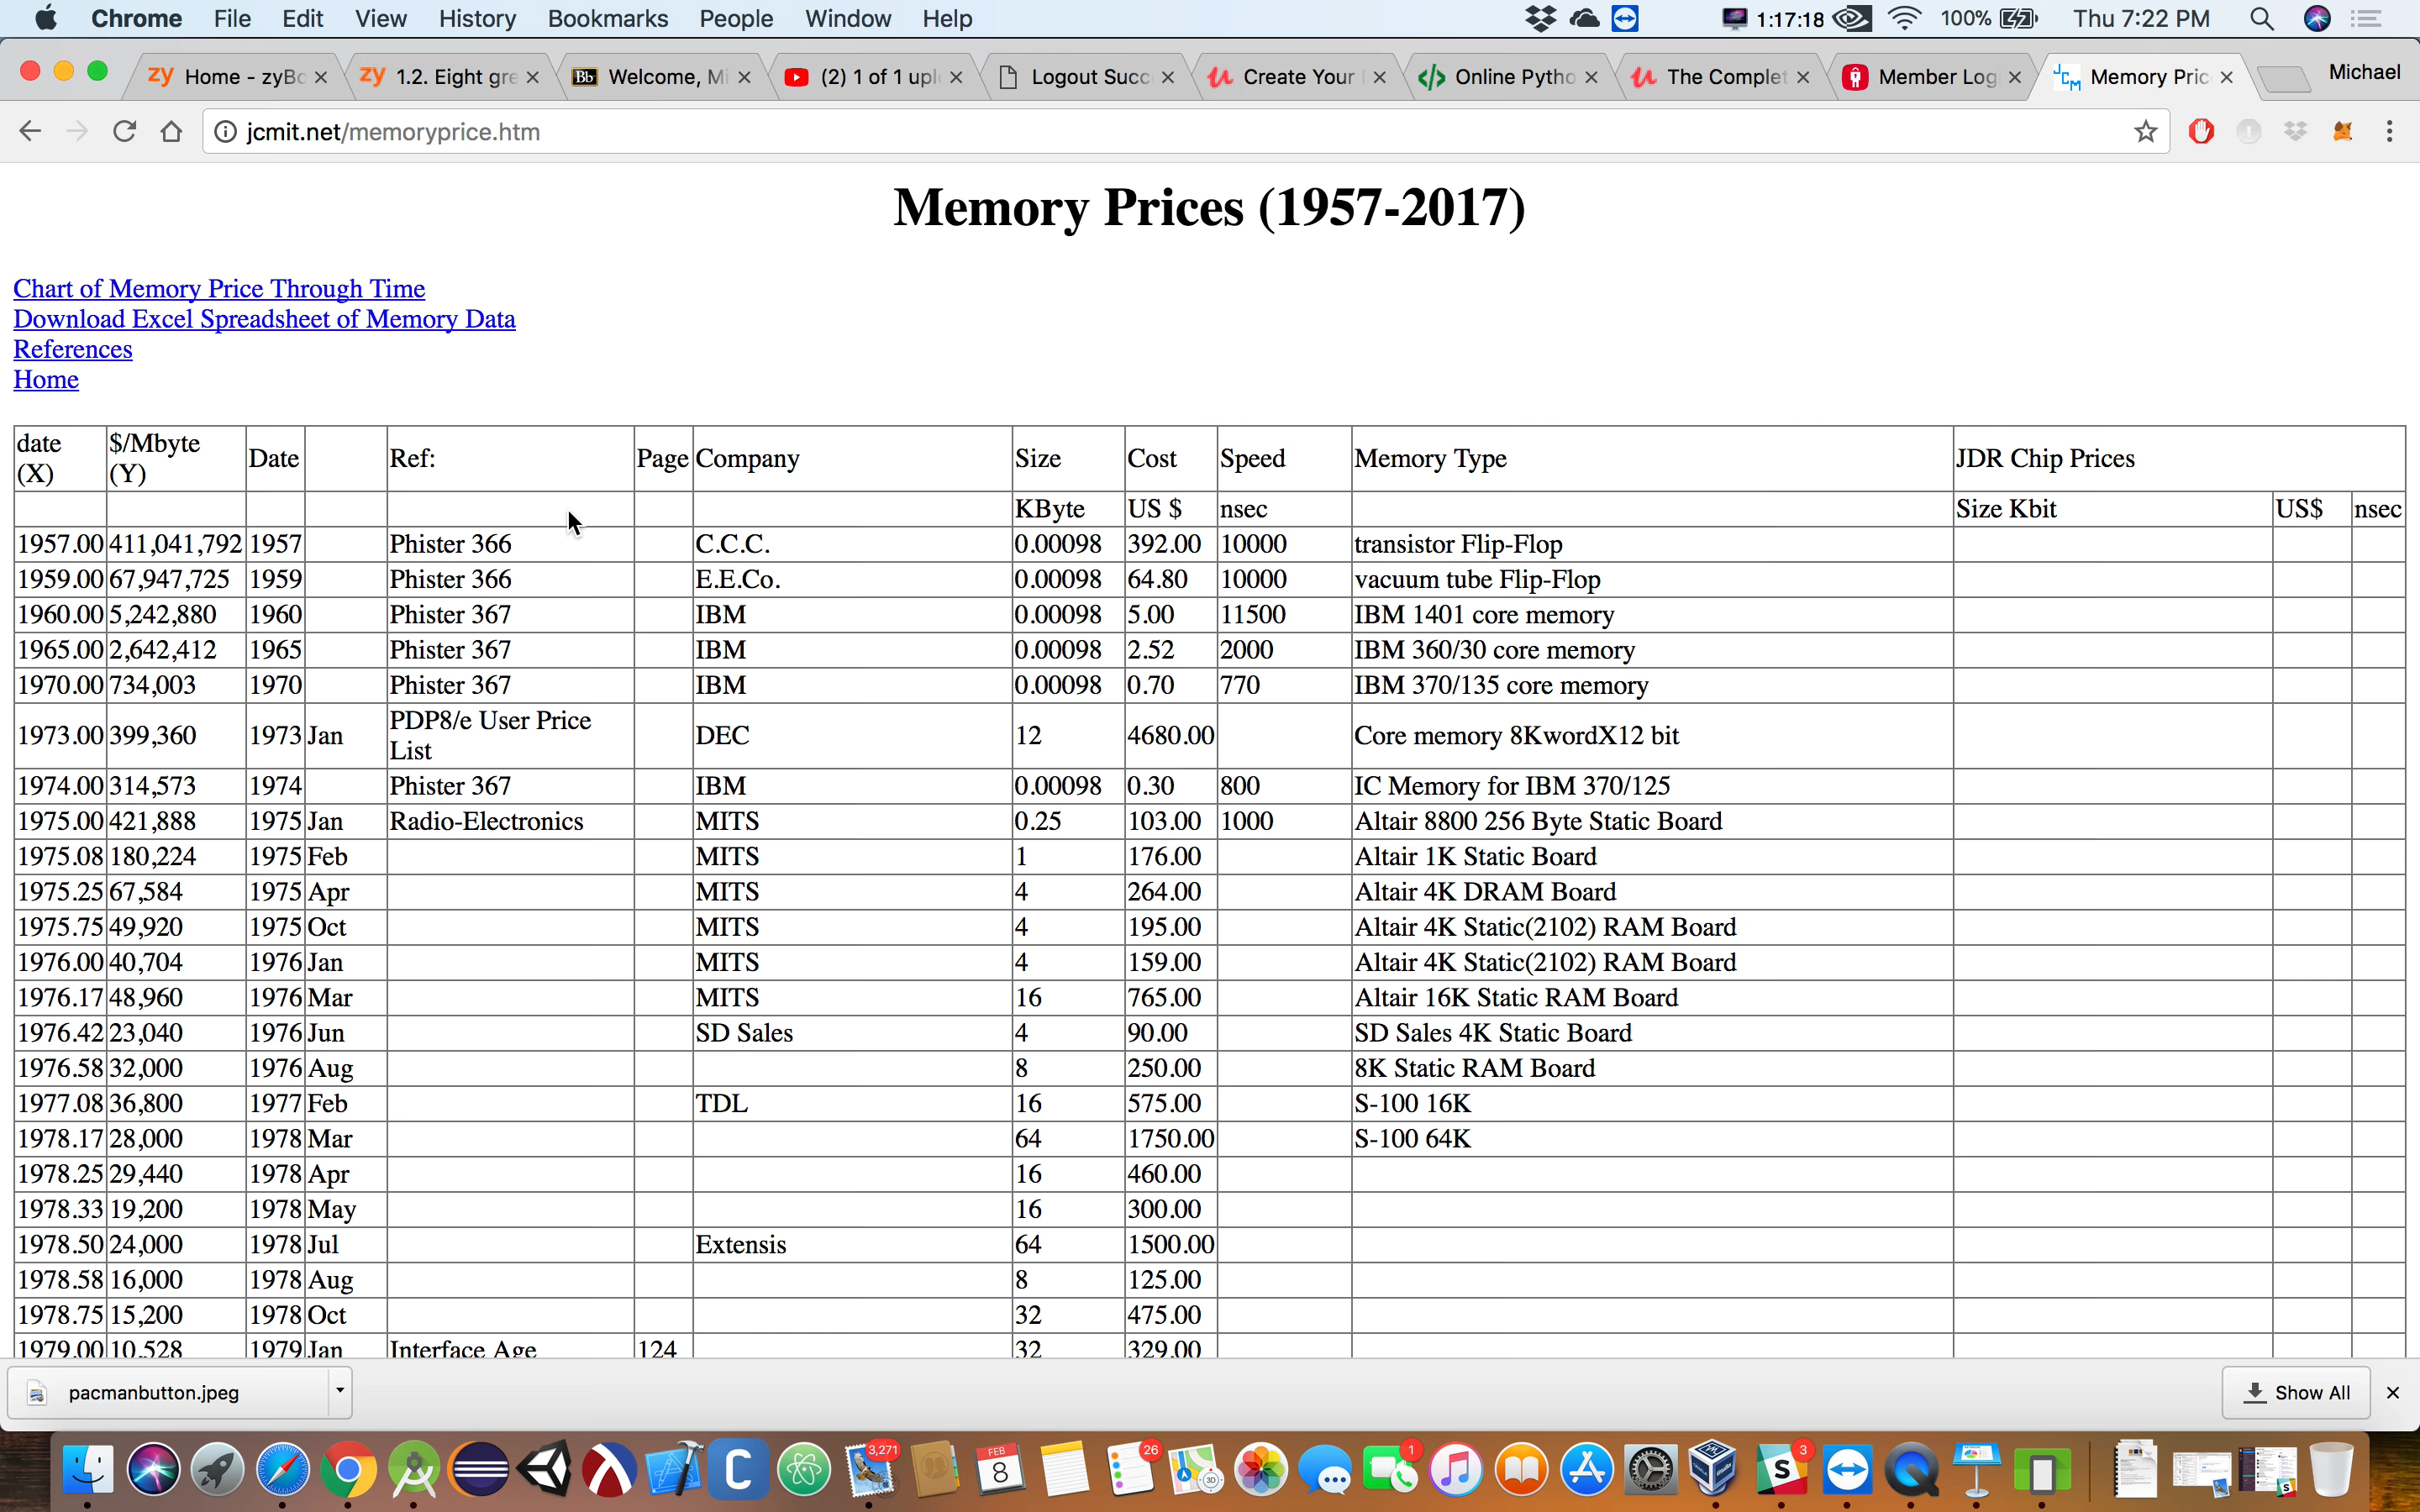 Chrome File Edit View History Bookmarks People Window Help 1:17:18 100% Thu 7:22 PM
zy Home - zyBo zy 1.2. Eight gre Bb Welcome, Mi (2) 1 of 1 uplo Logout Succ Create Your Online Pytho The Complet Member Log JCM Memory Pric Michael
jcmit.net/memoryprice.htm
Memory Prices (1957-2017)
Chart of Memory Price Through Time
Download Excel Spreadsheet of Memory Data
References
Home
date (X) $/Mbyte (Y) Date Ref: Page Company Size Cost Speed Memory Type JDR Chip Prices
KByte US $ nsec Size Kbit US$ nsec
1957.00 411,041,792 1957 Phister 366 C.C.C. 0.00098 392.00 10000 transistor Flip-Flop
1959.00 67,947,725 1959 Phister 366 E.E.Co. 0.00098 64.80 10000 vacuum tube Flip-Flop
1960.00 5,242,880 1960 Phister 367 IBM 0.00098 5.00 11500 IBM 1401 core memory
1965.00 2,642,412 1965 Phister 367 IBM 0.00098 2.52 2000 IBM 360/30 core memory
1970.00 734,003 1970 Phister 367 IBM 0.00098 0.70 770 IBM 370/135 core memory
1973.00 399,360 1973 Jan PDP8/e User Price List DEC 12 4680.00 Core memory 8KwordX12 bit
1974.00 314,573 1974 Phister 367 IBM 0.00098 0.30 800 IC Memory for IBM 370/125
1975.00 421,888 1975 Jan Radio-Electronics MITS 0.25 103.00 1000 Altair 8800 256 Byte Static Board
1975.08 180,224 1975 Feb MITS 1 176.00 Altair 1K Static Board
1975.25 67,584 1975 Apr MITS 4 264.00 Altair 4K DRAM Board
1975.75 49,920 1975 Oct MITS 4 195.00 Altair 4K Static(2102) RAM Board
1976.00 40,704 1976 Jan MITS 4 159.00 Altair 4K Static(2102) RAM Board
1976.17 48,960 1976 Mar MITS 16 765.00 Altair 16K Static RAM Board
1976.42 23,040 1976 Jun SD Sales 4 90.00 SD Sales 4K Static Board
1976.58 32,000 1976 Aug 8 250.00 8K Static RAM Board
1977.08 36,800 1977 Feb TDL 16 575.00 S-100 16K
1978.17 28,000 1978 Mar 64 1750.00 S-100 64K
1978.25 29,440 1978 Apr 16 460.00
1978.33 19,200 1978 May 16 300.00
1978.50 24,000 1978 Jul Extensis 64 1500.00
1978.58 16,000 1978 Aug 8 125.00
1978.75 15,200 1978 Oct 32 475.00
1979.00 10,528 1979 Jan Interface Age 124 32 329.00
pacmanbutton.jpeg Show All
3,271 FEB 8 26 3D 1 3